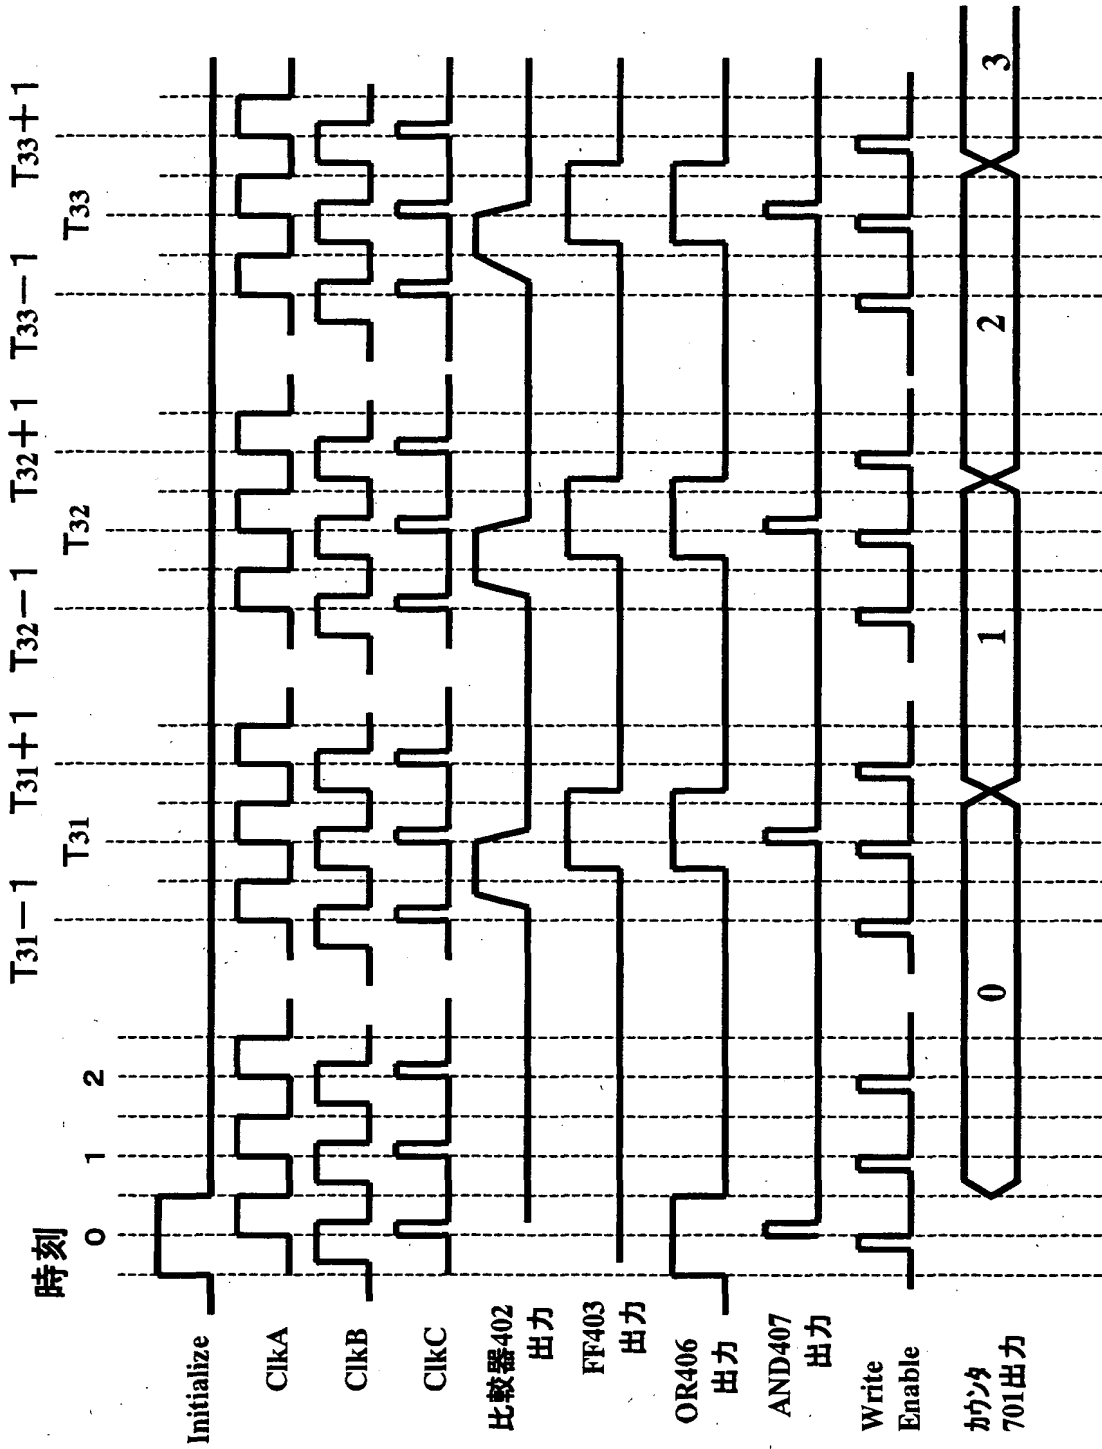 時刻
0
1
2
T31−1
T31
T31+1
T32−1
T32
T32+1
T33−1
T33
T33+1
Initialize
ClkA
ClkB
ClkC
比較器402
出力
FF403
出力
OR406
出力
AND407
出力
Write
Enable
カウンタ
701出力
0
1
2
3